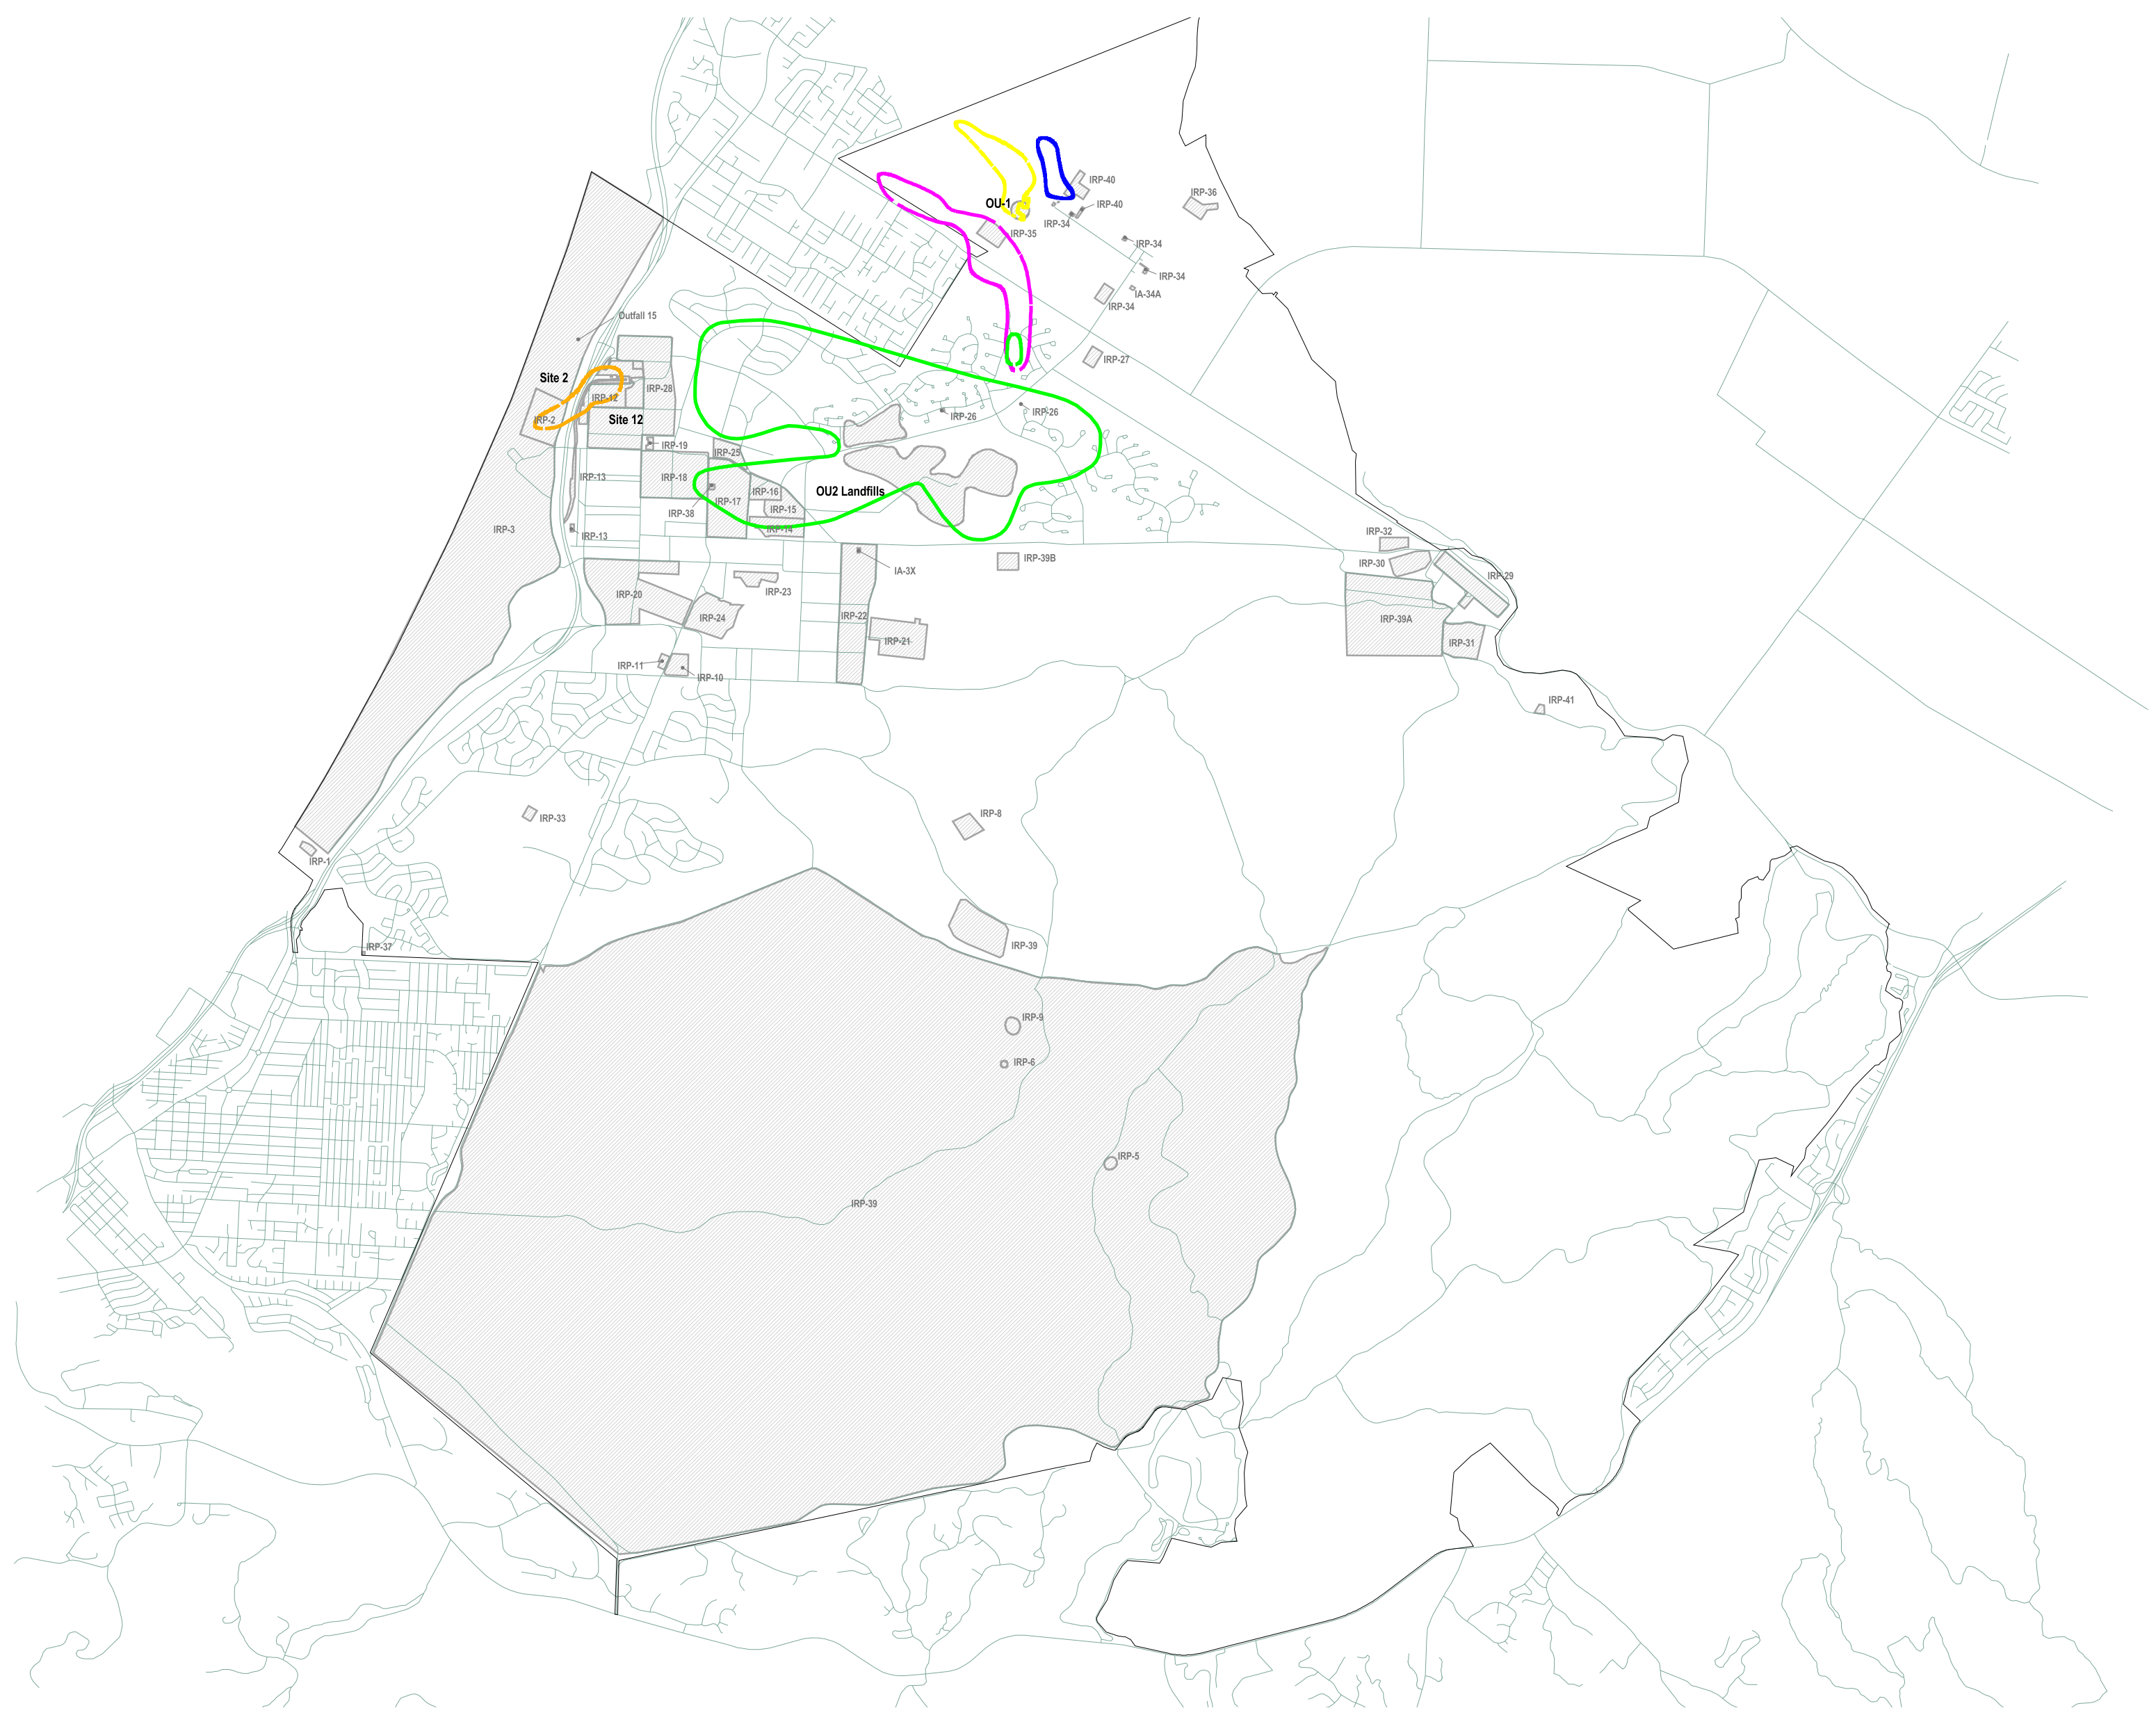 IRP-40
IRP-36
OU-1
IRP-40
IRP-34
IRP-35
IRP-34
IRP-34
IA-34A
IRP-34
Outfall 15
IRP-27
Site 2
IRP-28
IRP-12
IRP-26
IRP-26
IRP-2
Site 12
IRP-19
IRP-25
IRP-13
IRP-18
IRP-16
OU2 Landfills
IRP-17
IRP-15
IRP-38
IRP-3
IRP-14
IRP-13
IRP-32
IRP-39B
IRP-30
IA-3X
IRP-29
IRP-23
IRP-20
IRP-24
IRP-22
IRP-39A
IRP-21
IRP-31
IRP-11
IRP-10
IRP-41
IRP-8
IRP-33
IRP-1
IRP-39
IRP-37
IRP-9
IRP-6
IRP-5
IRP-39